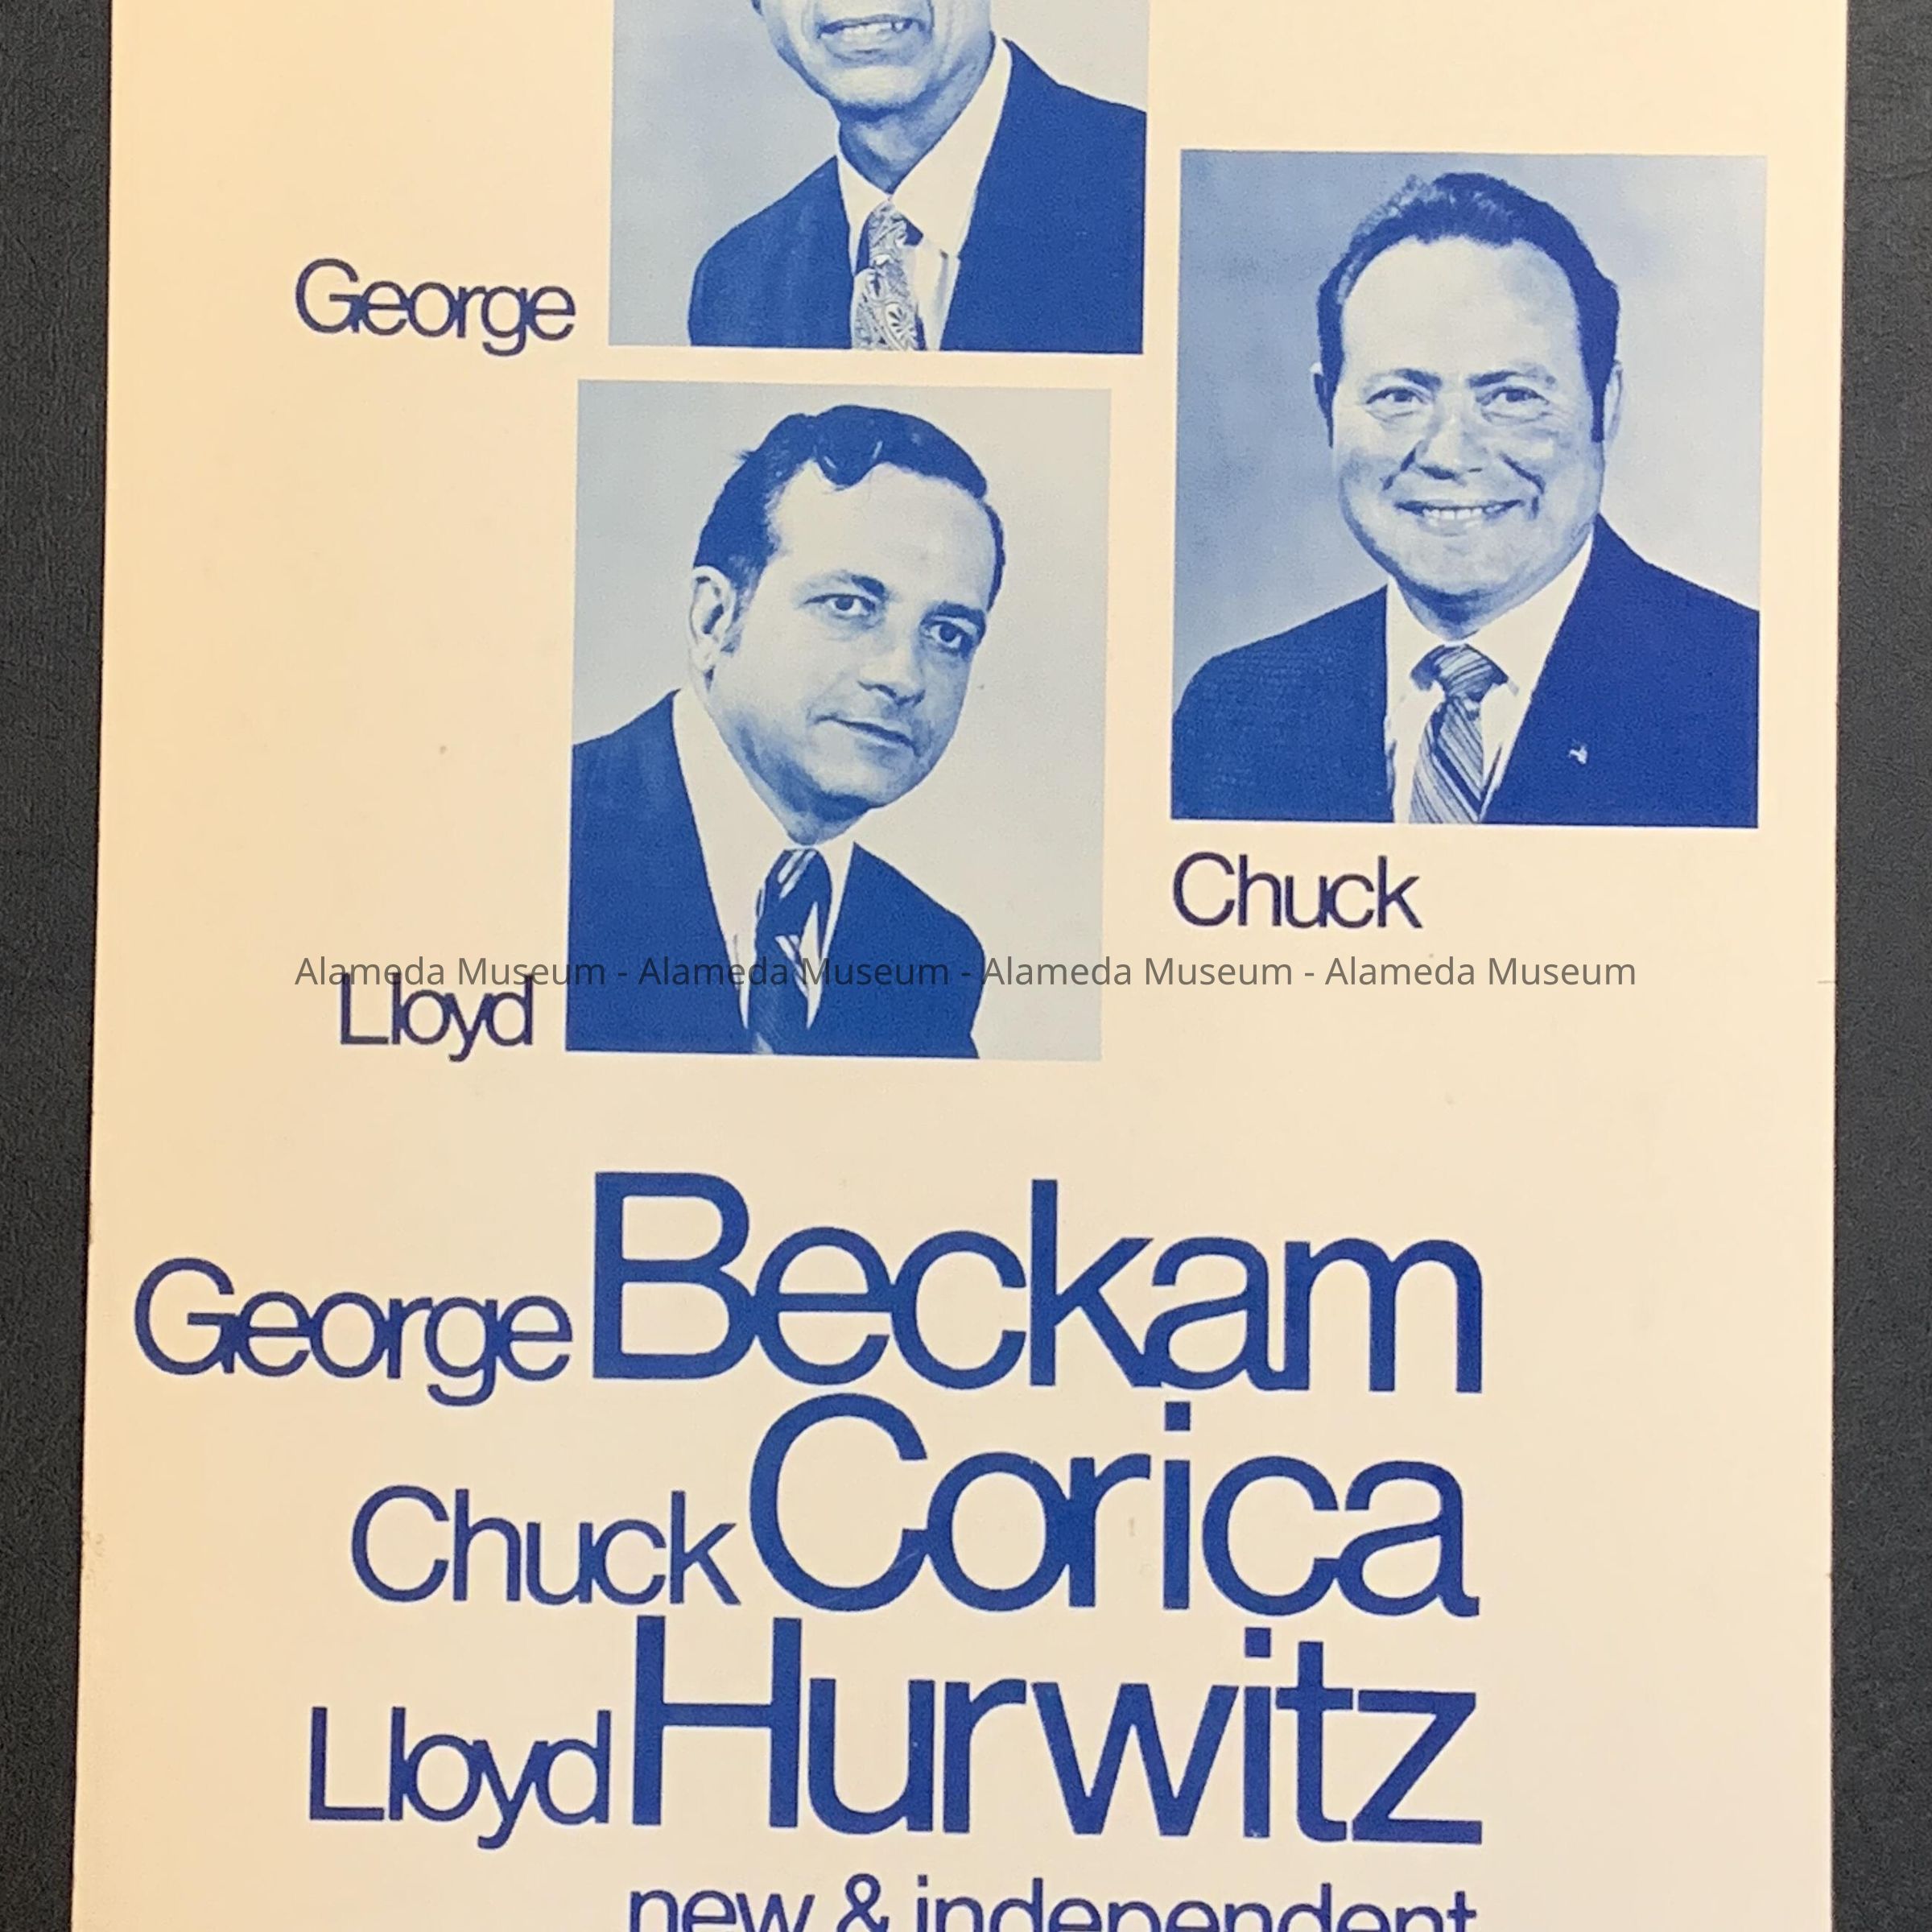 George
Chuck
Lloyd
Alameda Museum - Alameda Museum - Alameda Museum - Alameda Museum
George Beckam
Chuck Corica
Lloyd Hurwitz
new & independent